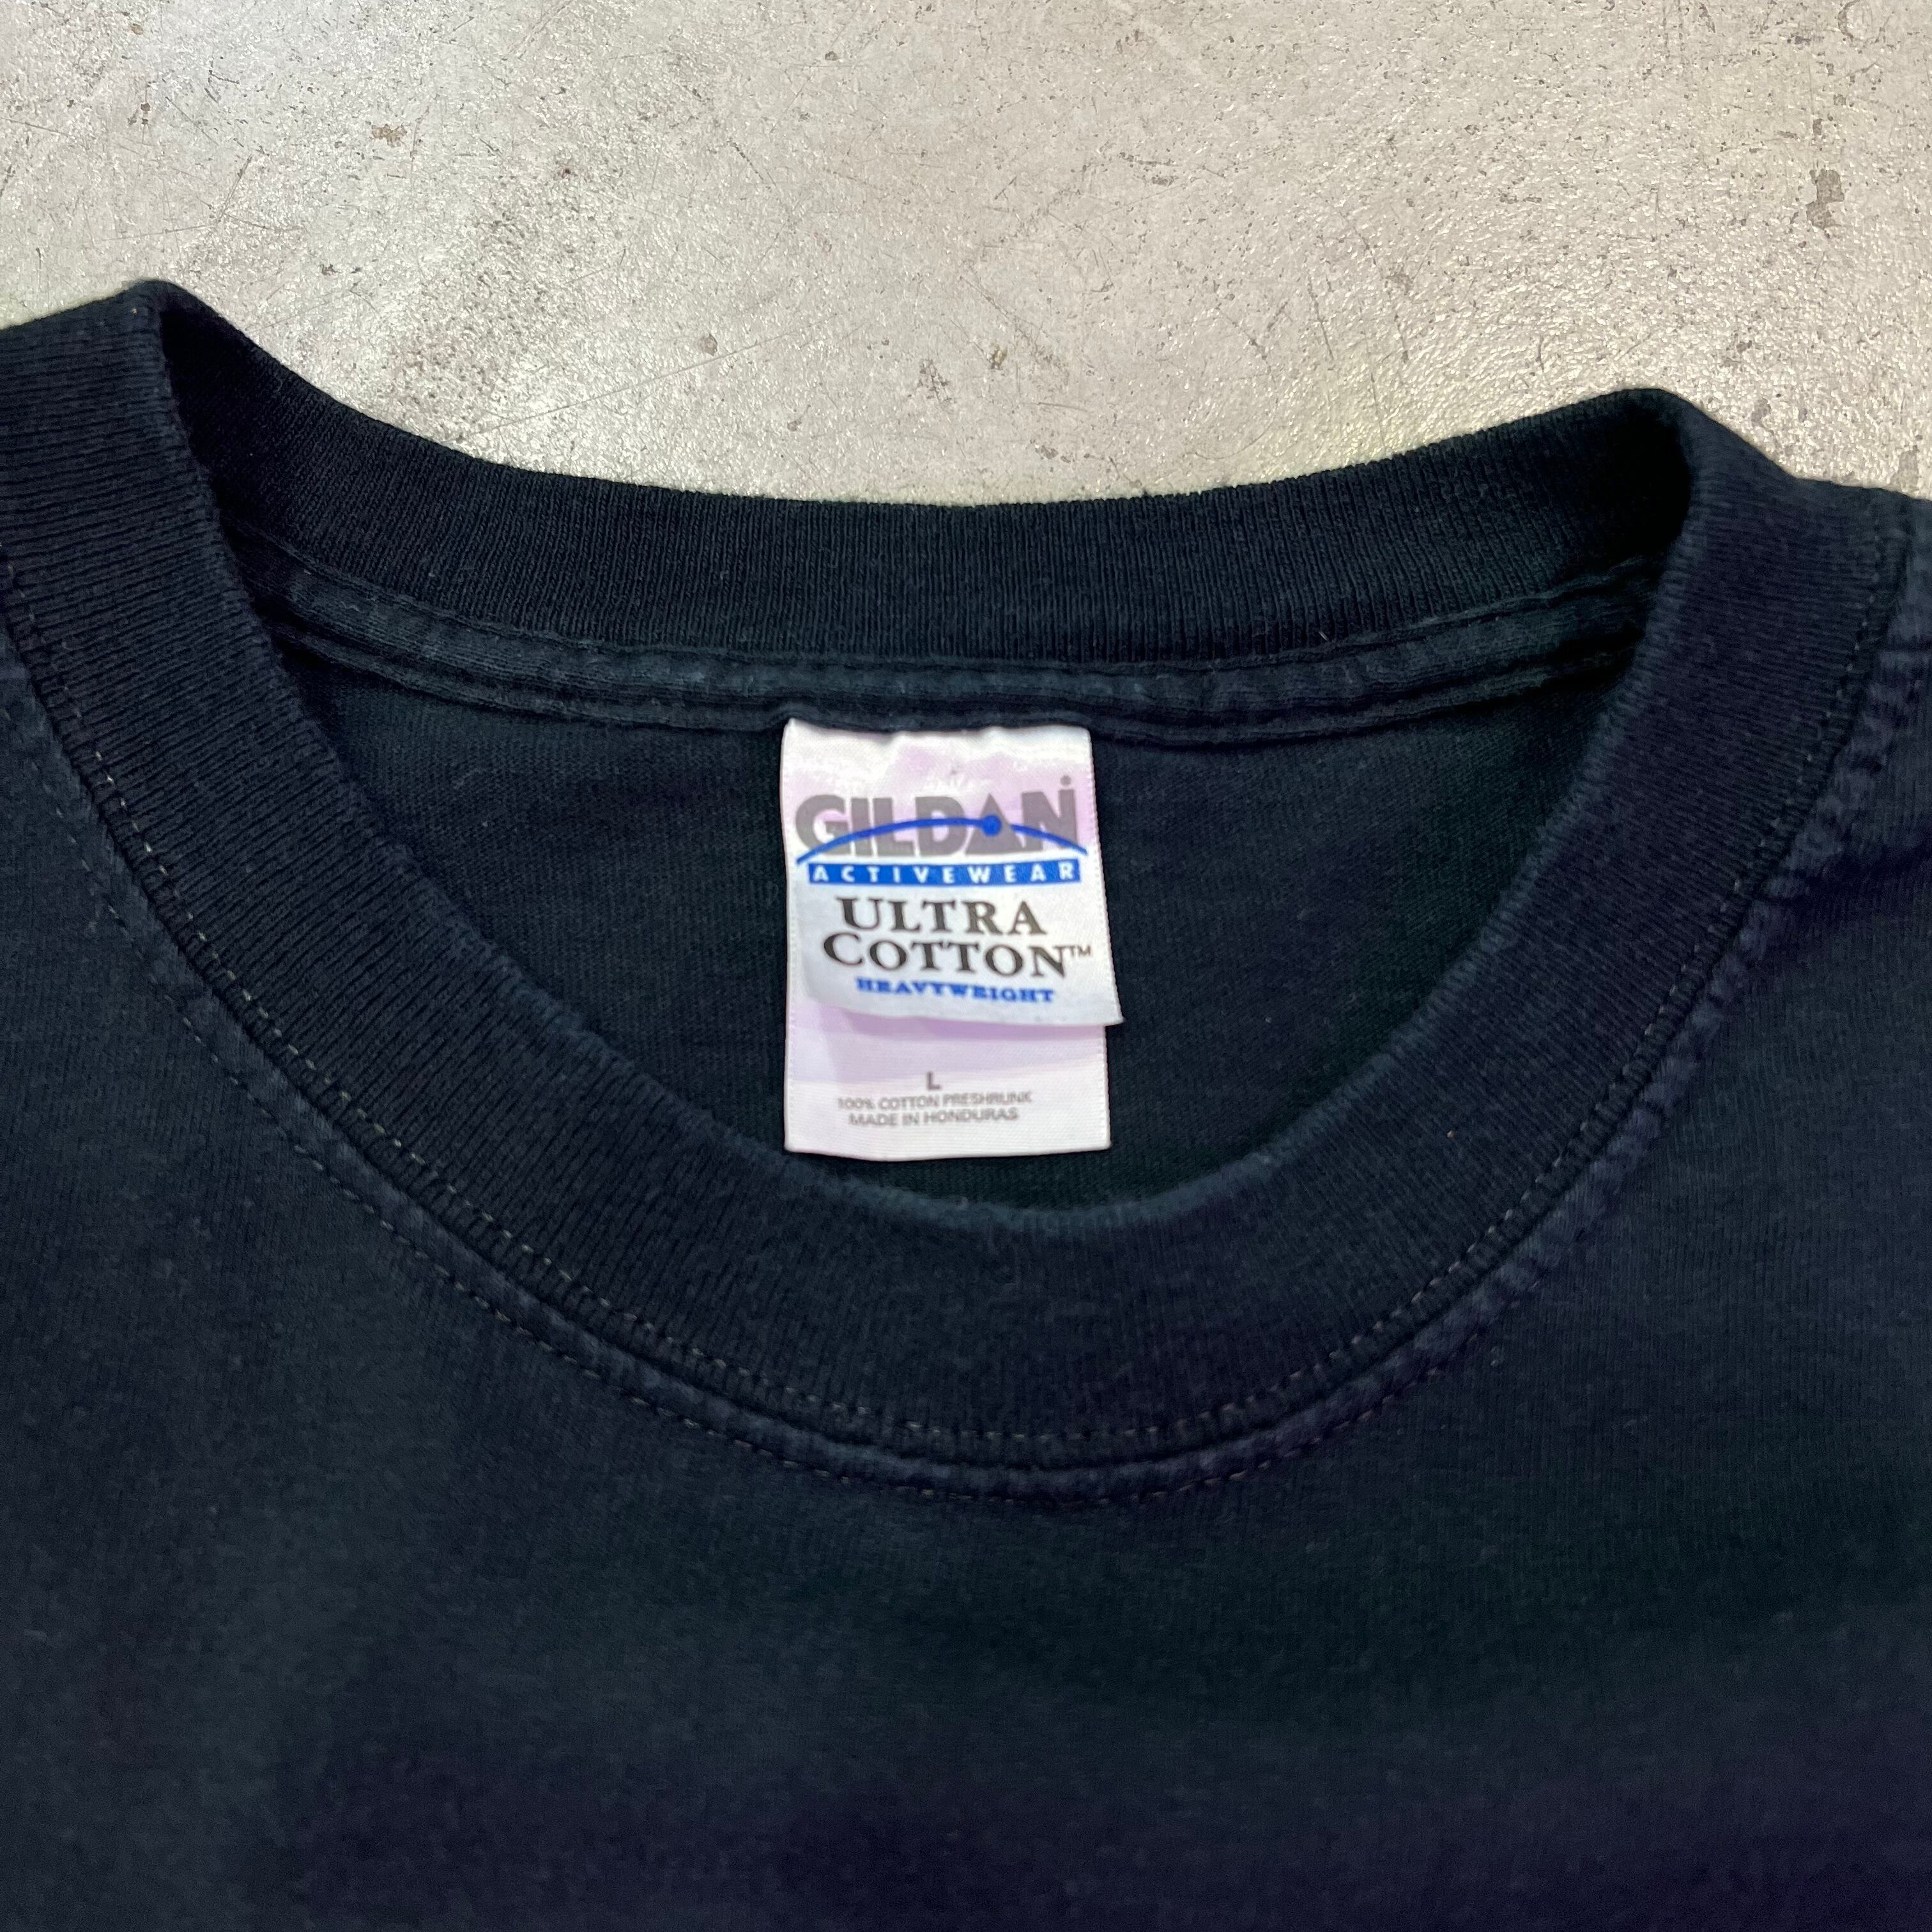 GILDAN®
ACTIVEWEAR
ULTRA
COTTON™
HEAVYWEIGHT
L
100% COTTON PRESHRUNK
MADE IN HONDURAS